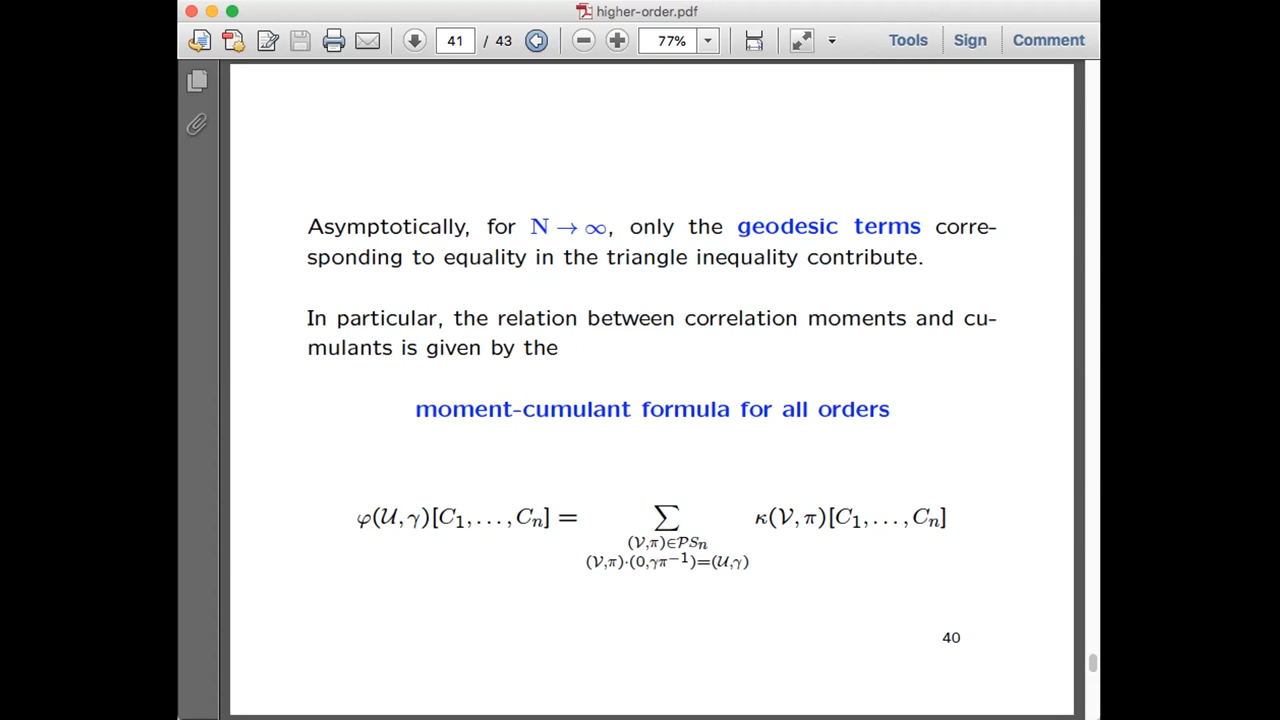 higher-order.pdf
41 / 43 77% Tools Sign Comment
Asymptotically, for N → ∞, only the geodesic terms corre-
sponding to equality in the triangle inequality contribute.
In particular, the relation between correlation moments and cu-
mulants is given by the
moment-cumulant formula for all orders
φ(𝒰, γ)[C₁, . . . , Cₙ] = ∑ κ(𝒱, π)[C₁, . . . , Cₙ]
(𝒱,π)∈𝒫Sₙ
(𝒱,π)·(0,γπ⁻¹)=(𝒰,γ)
40